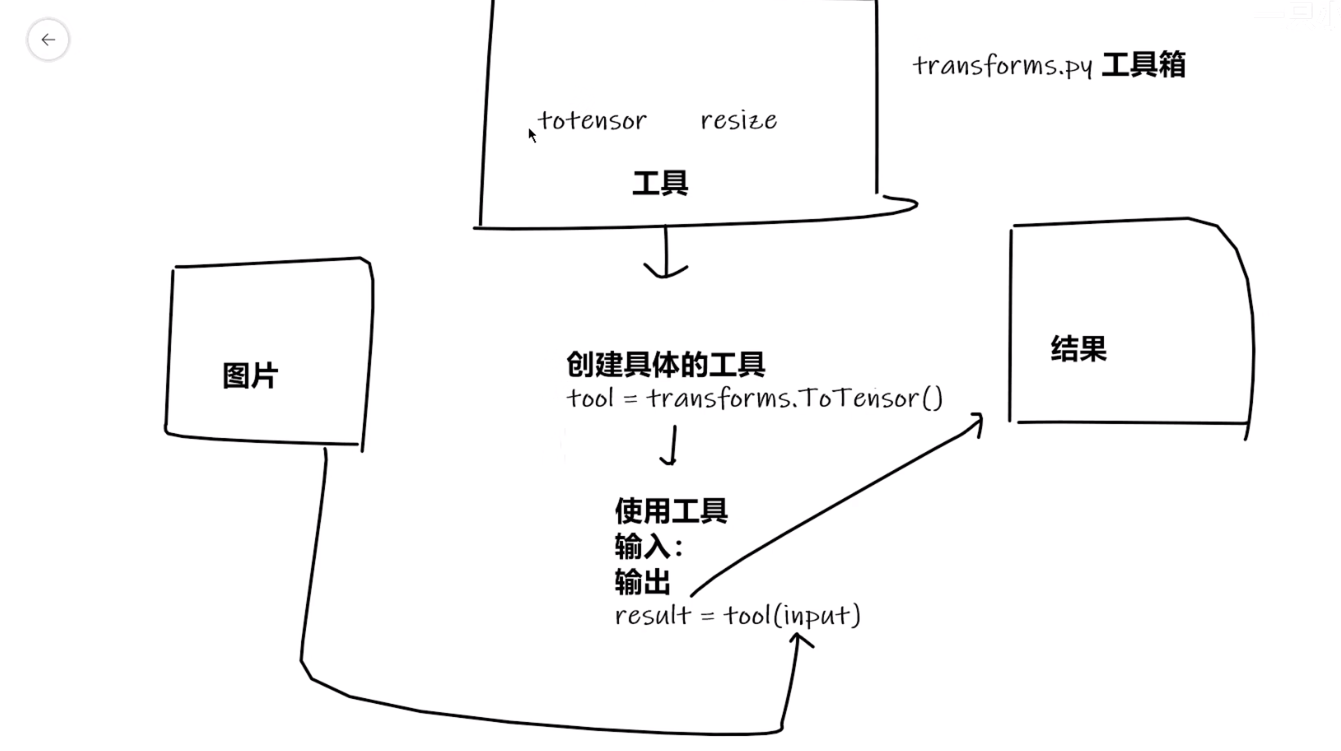 transforms.py 工具箱
totensor resize
工具
图片
创建具体的工具
tool = transforms.ToTensor()
使用工具
输入：
输出
result = tool(input)
结果